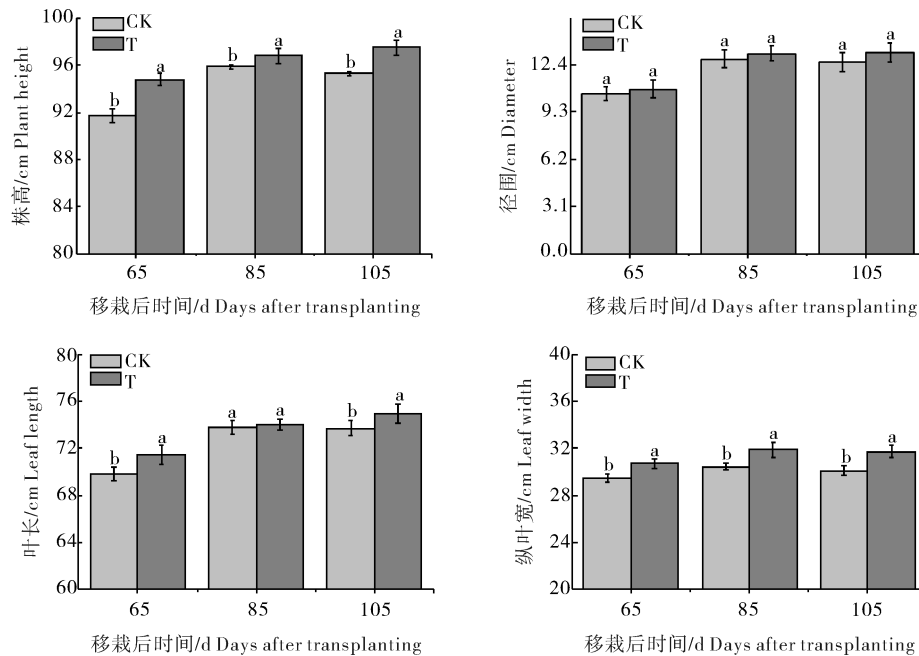 100
96
92
88
84
80
CK
T
b
a
b
a
b
a
65
85
105
株高/cm Plant height
移栽后时间/d Days after transplanting
12.4
9.3
6.2
3.1
0.0
CK
T
a
a
a
a
a
a
65
85
105
径围/cm Diameter
移栽后时间/d Days after transplanting
80
76
72
68
64
60
CK
T
b
a
a
a
b
a
65
85
105
叶长/cm Leaf length
移栽后时间/d Days after transplanting
40
36
32
28
24
20
CK
T
b
a
b
a
b
a
65
85
105
纵叶宽/cm Leaf width
移栽后时间/d Days after transplanting